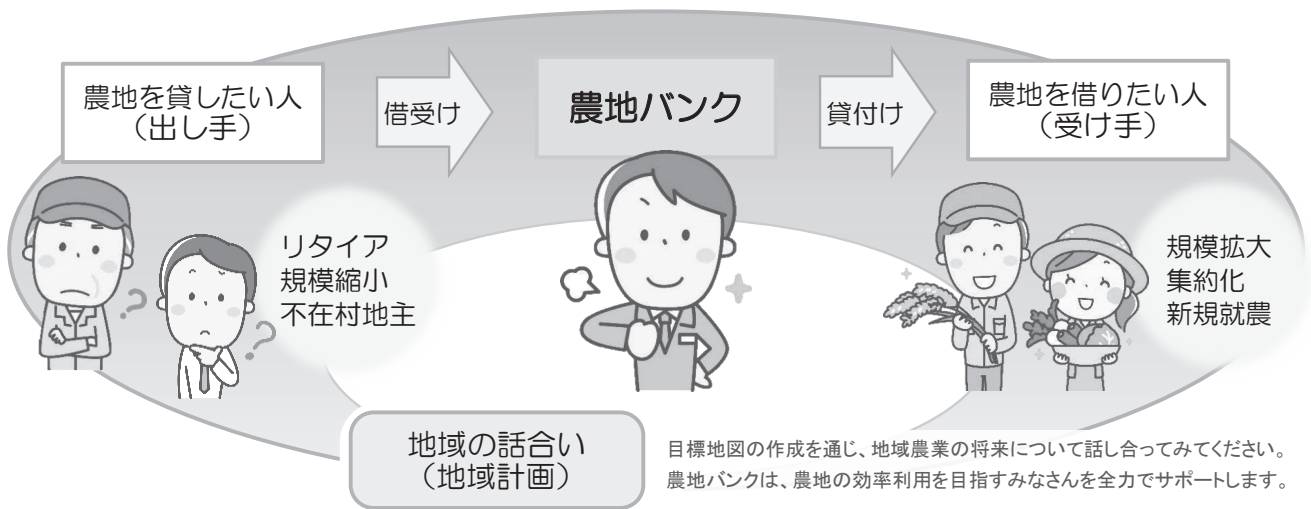 農地を貸したい人
（出し手）
借受け
農地バンク
貸付け
農地を借りたい人
（受け手）
リタイア
規模縮小
不在村地主
規模拡大
集約化
新規就農
地域の話合い
（地域計画）
目標地図の作成を通じ、地域農業の将来について話し合ってみてください。
農地バンクは、農地の効率利用を目指すみなさんを全力でサポートします。